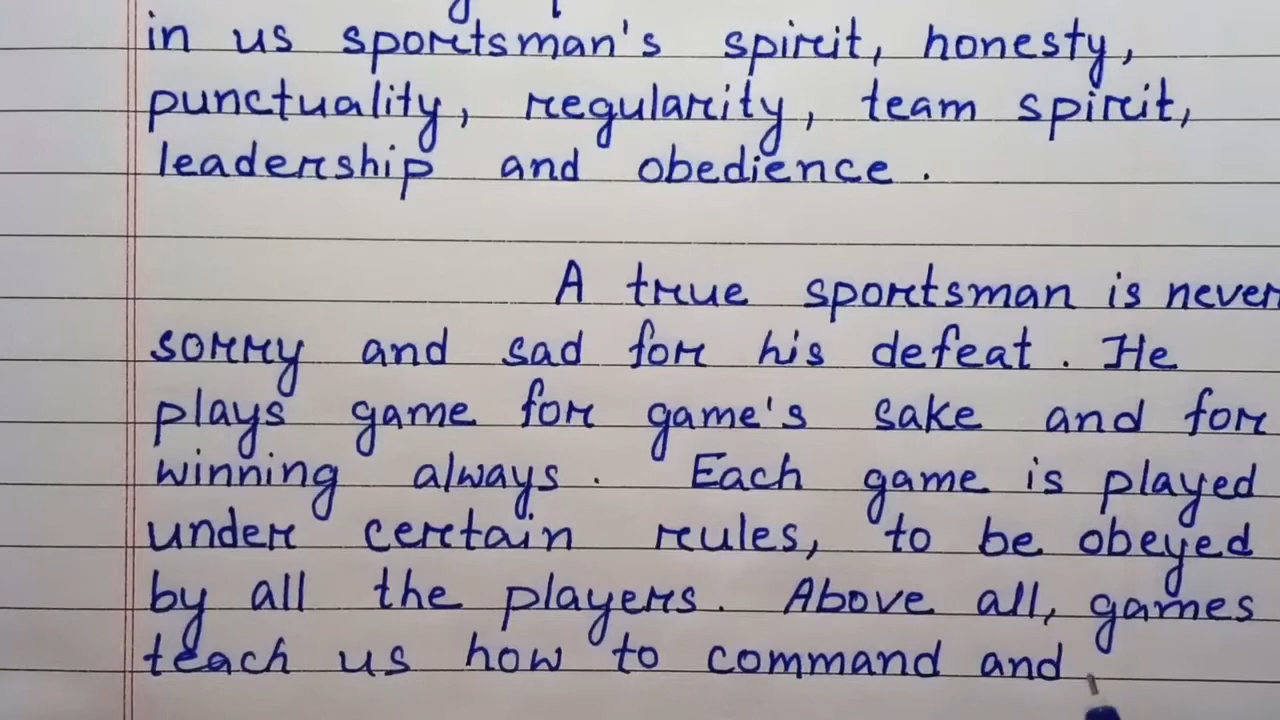 in us sportsman's spirit, honesty,
punctuality, regularity, team spirit,
leadership and obedience.
A true sportsman is never
sorry and sad for his defeat. He
plays game for game's sake and for
winning always. Each game is played
under certain rules, to be obeyed
by all the players. Above all, games
teach us how to command and